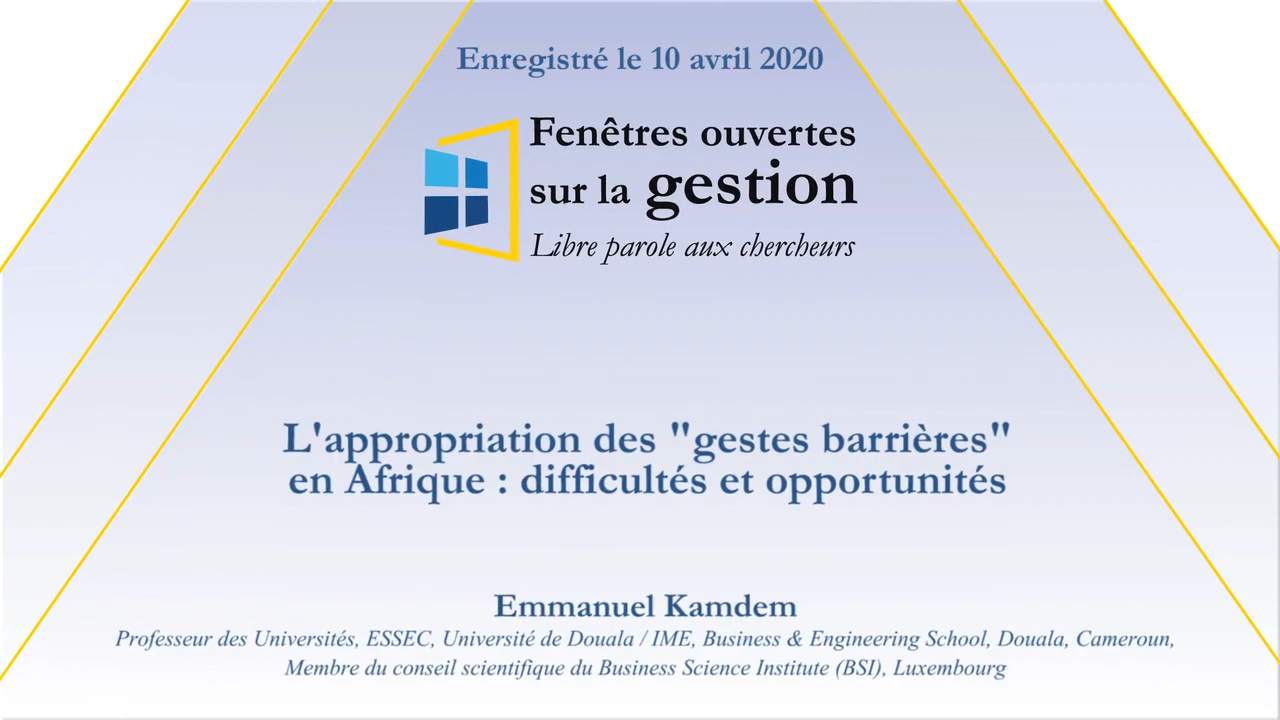 Enregistré le 10 avril 2020
Fenêtres ouvertes
sur la gestion
Libre parole aux chercheurs
L'appropriation des "gestes barrières"
en Afrique : difficultés et opportunités
Emmanuel Kamdem
Professeur des Universités, ESSEC, Université de Douala / IME, Business & Engineering School, Douala, Cameroun,
Membre du conseil scientifique du Business Science Institute (BSI), Luxembourg